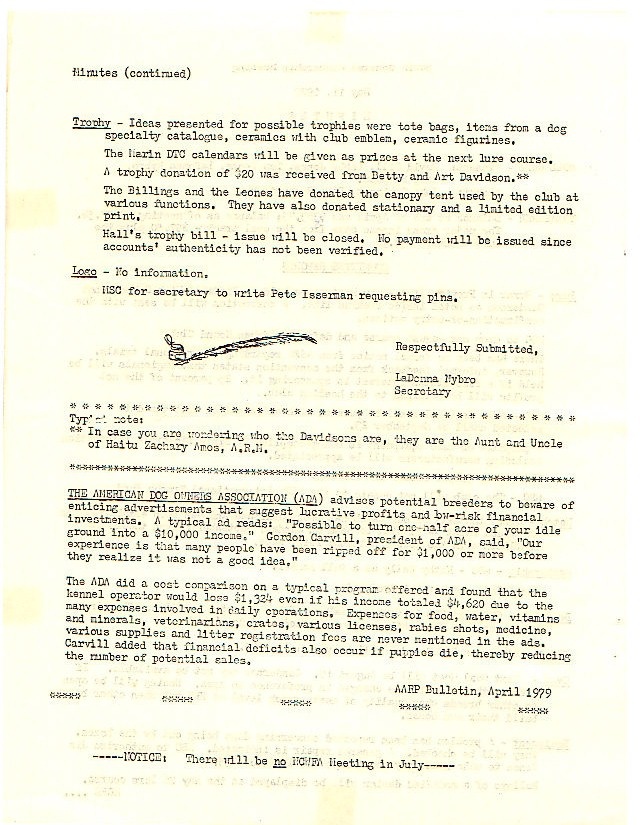 Minutes (continued)
Trophy - Ideas presented for possible trophies were tote bags, items from a dog
specialty catalogue, ceramics with club emblem, ceramic figurines.
The Marin DTC calendars will be given as prizes at the next lure course.
A trophy donation of $20 was received from Betty and Art Davidson.**
The Billings and the Leones have donated the canopy tent used by the club at
various functions. They have also donated stationary and a limited edition
print.
Hall's trophy bill - issue will be closed. No payment will be issued since
accounts' authenticity has not been verified.
Logo - No information.
MSC for secretary to write Pete Isserman requesting pins.
Respectfully Submitted,
LaDonna Nybro
Secretary
* * * * * * * * * * * * * * * * * * * * * * * * * * * * * * * * * * *
note:
** In case you are wondering who the Davidsons are, they are the Aunt and Uncle
of Haitu Zachary Amos, A.R.M.
******************************************************************************
THE AMERICAN DOG OWNERS ASSOCIATION (ADA) advises potential breeders to beware of
enticing advertisements that suggest lucrative profits and low-risk financial
investments. A typical ad reads: "Possible to turn one-half acre of your idle
ground into a $10,000 income." Gordon Carvill, president of ADA, said, "Our
experience is that many people have been ripped off for $1,000 or more before
they realize it was not a good idea."
The ADA did a cost comparison on a typical program offered and found that the
kennel operator would lose $1,324 even if his income totaled $4,620 due to the
many expenses involved in daily operations. Expenses for food, water, vitamins
and minerals, veterinarians, crates, various licenses, rabies shots, medicine,
various supplies and litter registration fees are never mentioned in the ads.
Carvill added that financial deficits also occur if puppies die, thereby reducing
the number of potential sales.
AARP Bulletin, April 1979
***** ***** ***** ***** *****
-----NOTICE: There will be no Meeting in July-----